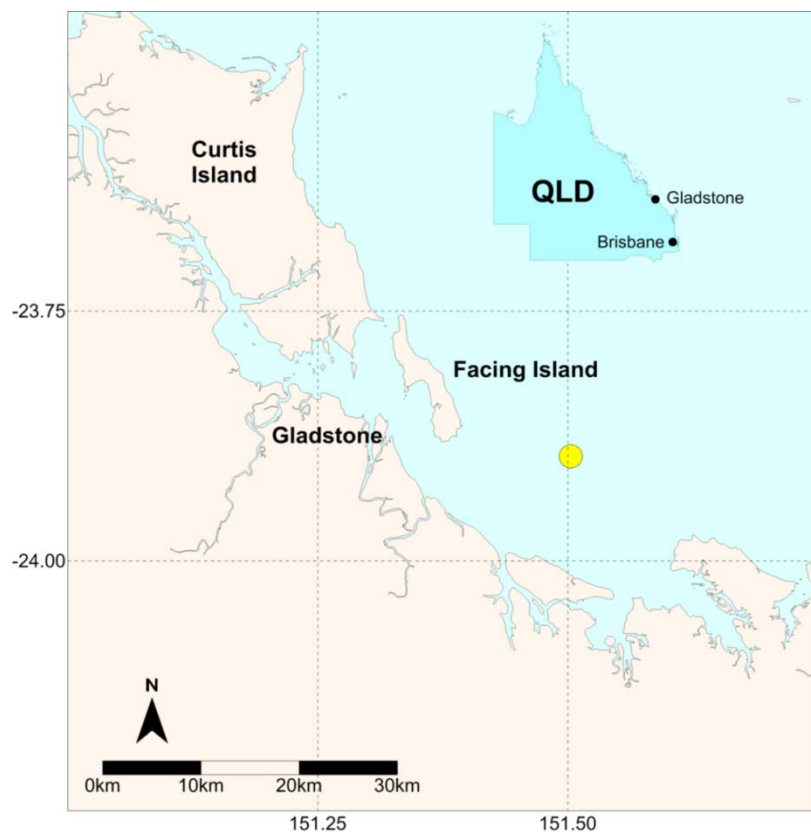 Curtis
Island
QLD
Gladstone
Brisbane
-23.75
Facing Island
Gladstone
-24.00
N
0km 10km 20km 30km
151.25 151.50